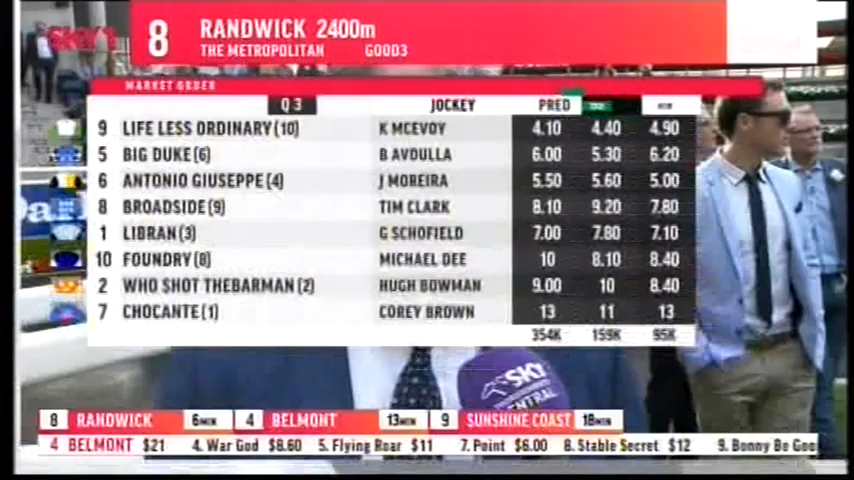 SKY1
8 RANDWICK 2400m
THE METROPOLITAN GOOD3
MARKET ORDER
Q 3 JOCKEY PRED
9 LIFE LESS ORDINARY(10) K MCEVOY 4.10 4.40 4.90
5 BIG DUKE(6) B AVDULLA 6.00 5.30 6.20
6 ANTONIO GIUSEPPE(4) J MOREIRA 5.50 5.60 5.00
8 BROADSIDE(9) TIM CLARK 8.10 9.20 7.80
1 LIBRAN(3) G SCHOFIELD 7.00 7.80 7.10
10 FOUNDRY(8) MICHAEL DEE 10 8.10 8.40
2 WHO SHOT THEBARMAN(2) HUGH BOWMAN 9.00 10 8.40
7 CHOCANTE(1) COREY BROWN 13 11 13
354K 159K 95K
SKY
CENTRAL
8 RANDWICK 6MIN 4 BELMONT 13MIN 9 SUNSHINE COAST 18MIN
4 BELMONT $21 4. War God $8.60 5. Flying Roar $11 7. Point $6.00 8. Stable Secret $12 9. Bonny Be Goo